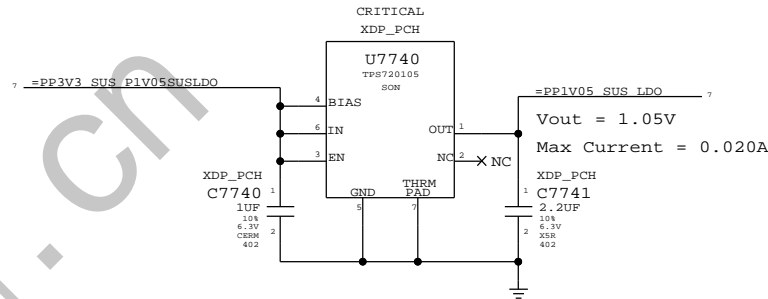 CRITICAL
XDP_PCH
U7740
TPS720105
SON
7 =PP3V3_SUS_P1V05SUSLDO
=PP1V05_SUS_LDO 7
4 BIAS
6 IN
3 EN
OUT 1
NC 2 NC
GND
5
THRM
PAD
7
Vout = 1.05V
Max Current = 0.020A
XDP_PCH
C7740 1
1UF
10%
6.3V
CERM
402
2
XDP_PCH
1 C7741
2.2UF
10%
6.3V
X5R
402
2
.cn